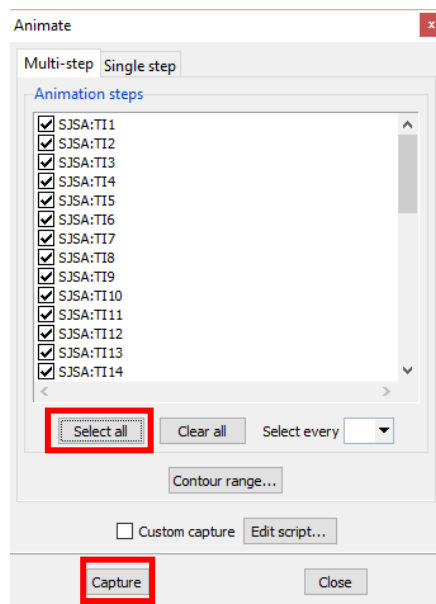 Animate x
Multi-step Single step
Animation steps
SJSA:TI1
SJSA:TI2
SJSA:TI3
SJSA:TI4
SJSA:TI5
SJSA:TI6
SJSA:TI7
SJSA:TI8
SJSA:TI9
SJSA:TI10
SJSA:TI11
SJSA:TI12
SJSA:TI13
SJSA:TI14
Select all Clear all Select every
Contour range...
Custom capture Edit script...
Capture Close